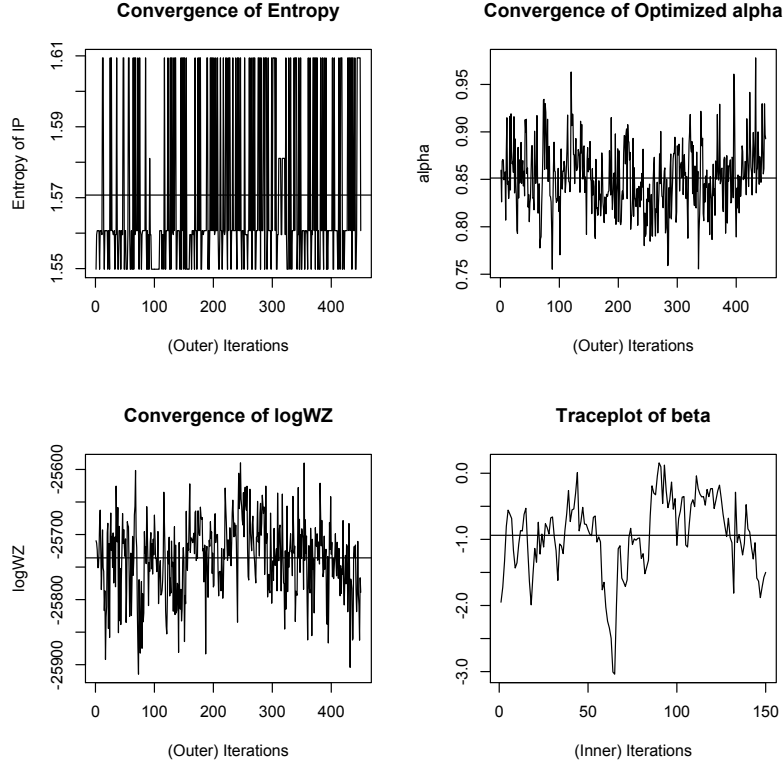 Convergence of Entropy
Entropy of IP
1.61
1.59
1.57
1.55
0 100 200 300 400
(Outer) Iterations
Convergence of Optimized alpha
alpha
0.95
0.90
0.85
0.80
0.75
0 100 200 300 400
(Outer) Iterations
Convergence of logWZ
logWZ
-25600
-25700
-25800
-25900
0 100 200 300 400
(Outer) Iterations
Traceplot of beta
0.0
-1.0
-2.0
-3.0
0 50 100 150
(Inner) Iterations